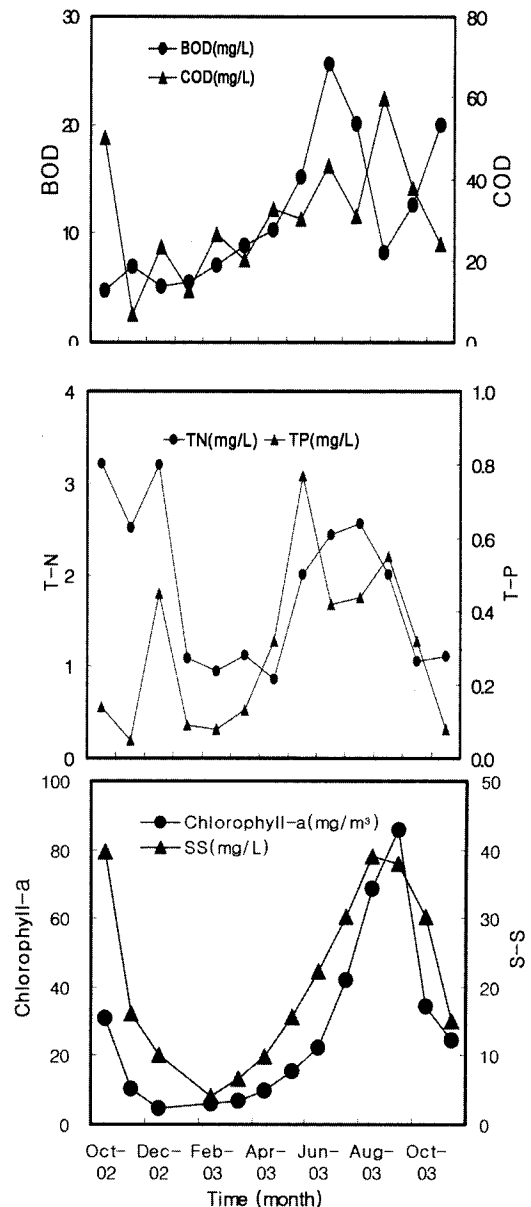 30
80
BOD(mg/L)
COD(mg/L)
20
60
BOD
COD
10
40
20
0
0
4
1.0
TN(mg/L) TP(mg/L)
3
0.8
T-N
0.6
T-P
2
0.4
1
0.2
0
0.0
100
50
Chlorophyll-a(mg/m³)
SS(mg/L)
80
40
Chlorophyll-a
60
30
S-S
40
20
20
10
0
0
Oct- Dec- Feb- Apr- Jun- Aug- Oct-
02 02 03 03 03 03 03
Time (month)